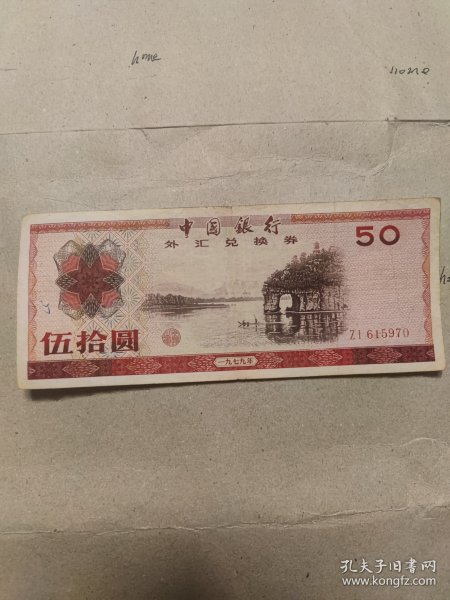 home
home
中国银行
外汇兑换券
50
伍拾圆
ZI 615970
一九七九年
孔夫子旧书网
www.kongfz.com